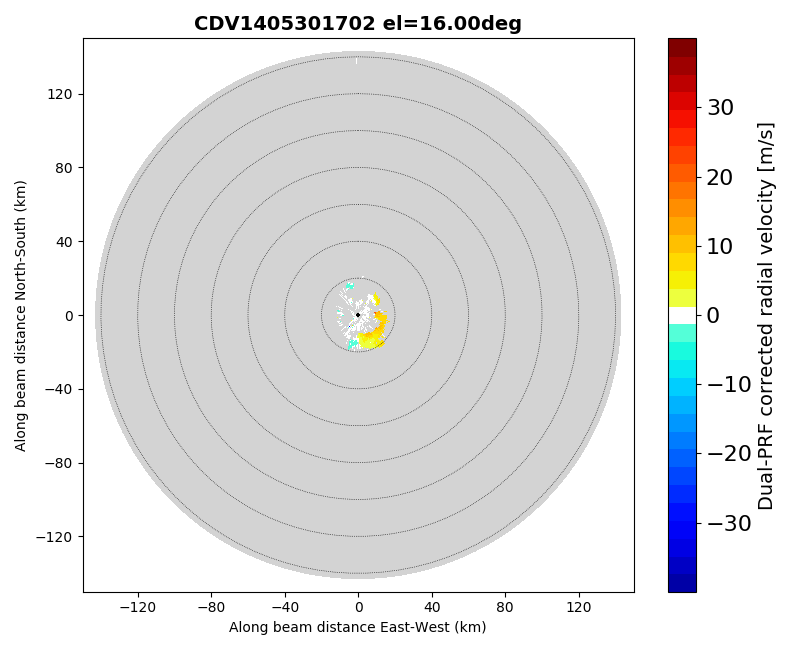 CDV1405301702 el=16.00deg
Along beam distance North-South (km)
120
80
40
0
−40
−80
−120
−120 −80 −40 0 40 80 120
Along beam distance East-West (km)
30
20
10
0
−10
−20
−30
Dual-PRF corrected radial velocity [m/s]